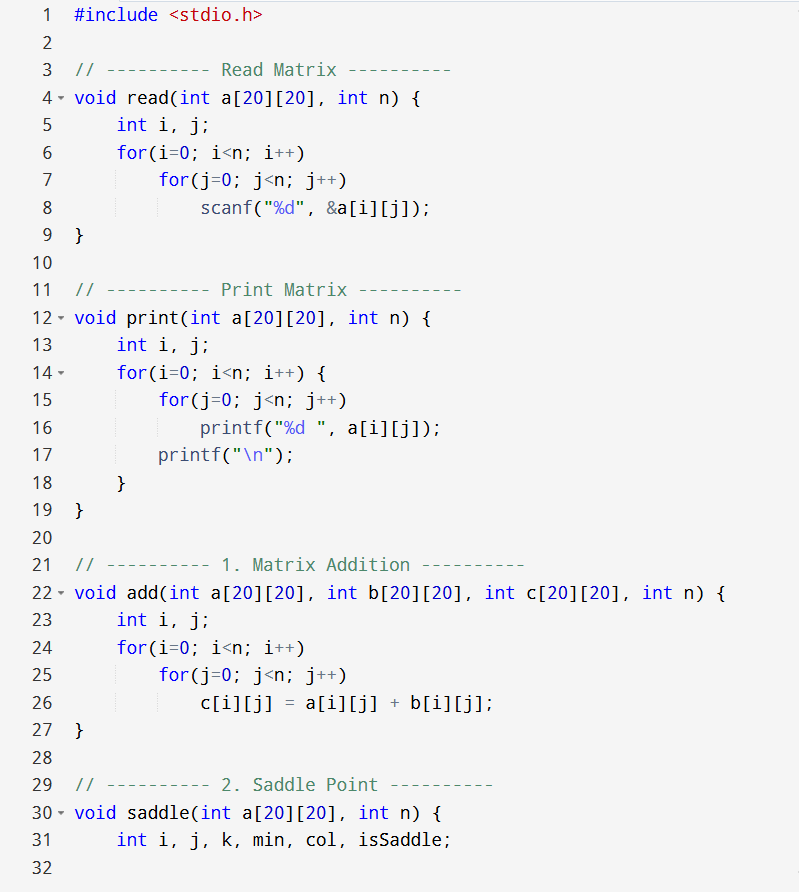 1 #include <stdio.h>
2
3 // ---------- Read Matrix ----------
4 void read(int a[20][20], int n) {
5     int i, j;
6     for(i=0; i<n; i++)
7         for(j=0; j<n; j++)
8             scanf("%d", &a[i][j]);
9 }
10
11 // ---------- Print Matrix ----------
12 void print(int a[20][20], int n) {
13     int i, j;
14     for(i=0; i<n; i++) {
15         for(j=0; j<n; j++)
16             printf("%d ", a[i][j]);
17         printf("\n");
18     }
19 }
20
21 // ---------- 1. Matrix Addition ----------
22 void add(int a[20][20], int b[20][20], int c[20][20], int n) {
23     int i, j;
24     for(i=0; i<n; i++)
25         for(j=0; j<n; j++)
26             c[i][j] = a[i][j] + b[i][j];
27 }
28
29 // ---------- 2. Saddle Point ----------
30 void saddle(int a[20][20], int n) {
31     int i, j, k, min, col, isSaddle;
32